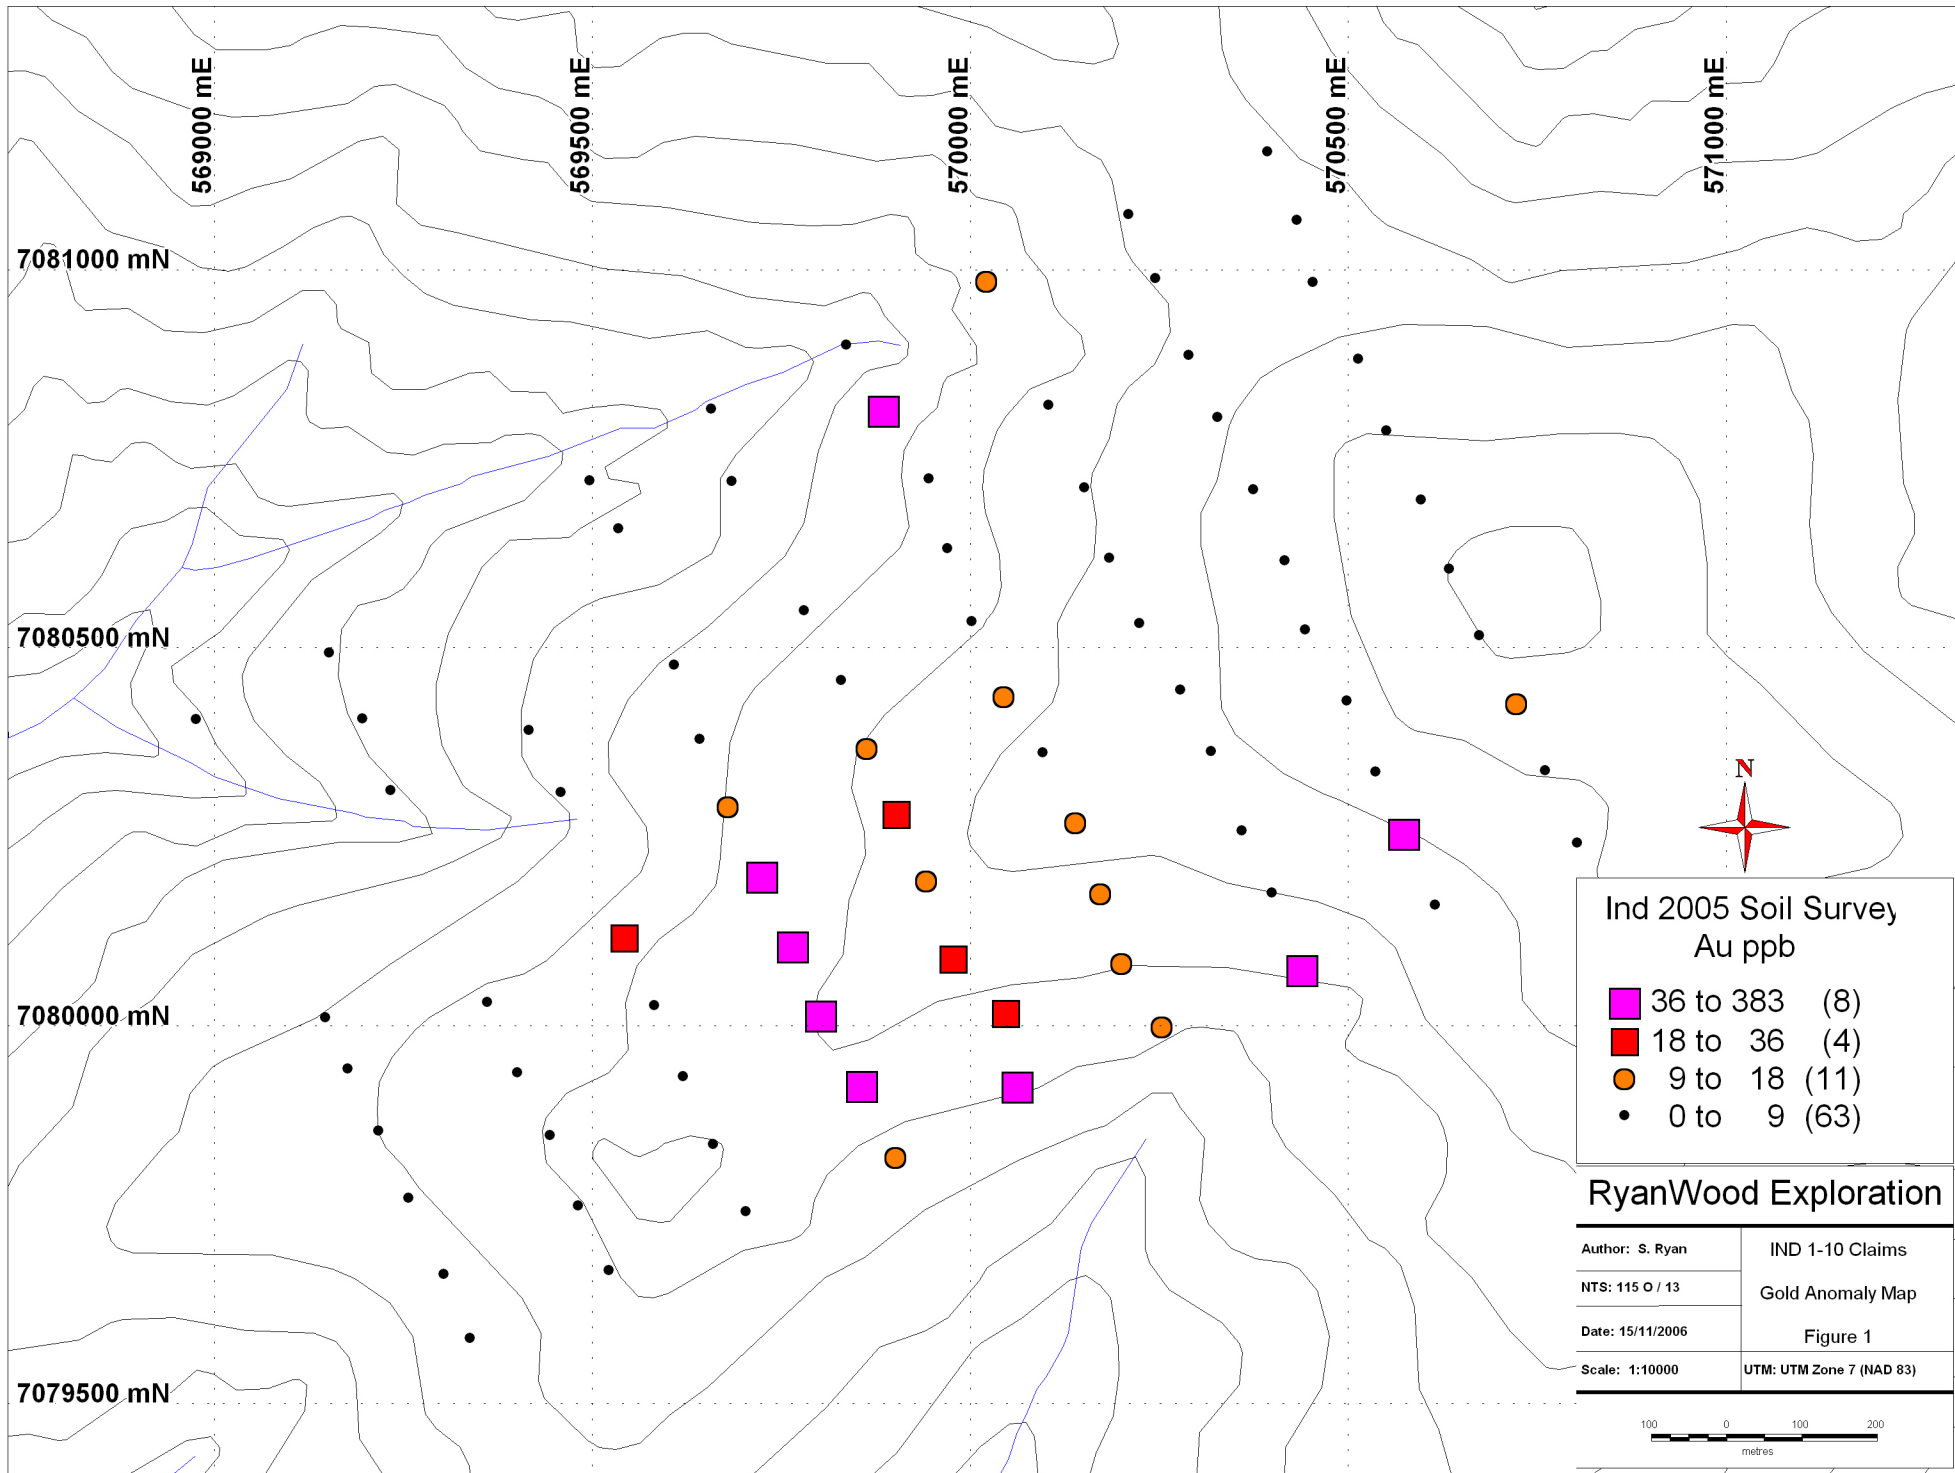 569000 mE
569500 mE
570000 mE
570500 mE
571000 mE
7081000 mN
7080500 mN
7080000 mN
7079500 mN
N
Ind 2005 Soil Survey
Au ppb
36 to 383 (8)
18 to 36 (4)
9 to 18 (11)
0 to 9 (63)
RyanWood Exploration
Author: S. Ryan
IND 1-10 Claims
NTS: 115 O / 13
Gold Anomaly Map
Date: 15/11/2006
Figure 1
Scale: 1:10000
UTM: UTM Zone 7 (NAD 83)
100 0 100 200
metres